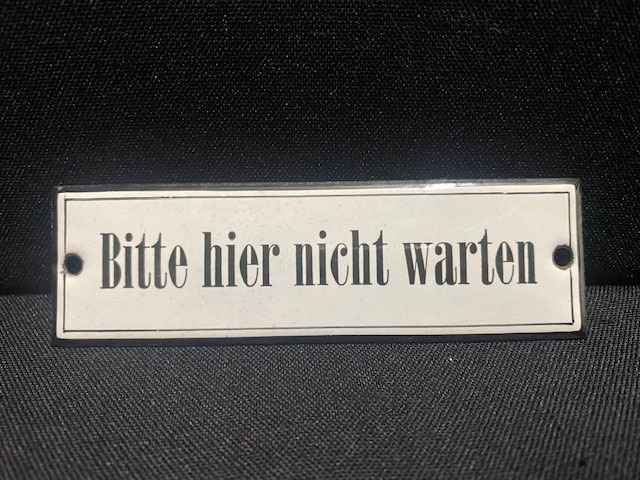 Bitte hier nicht warten